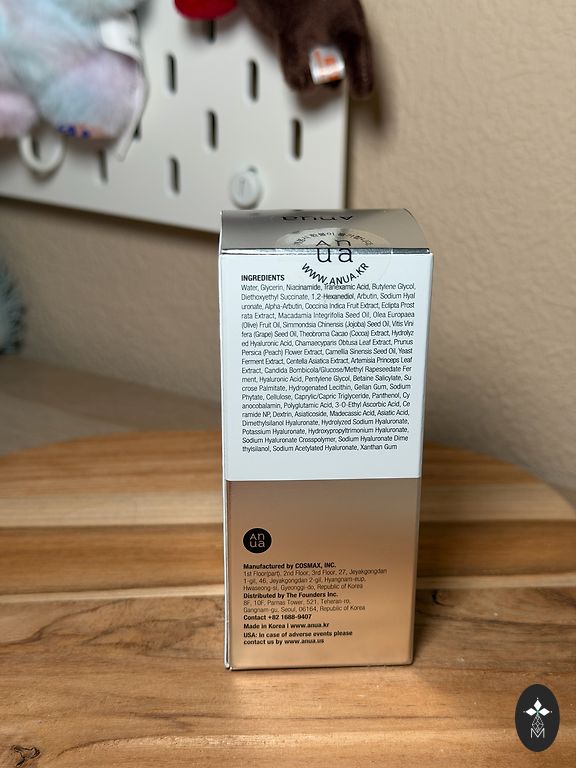 Anua
An
ua
WWW.ANUA.KR
INGREDIENTS
Water, Glycerin, Niacinamide, Tranexamic Acid, Butylene Glycol,
Diethoxyethyl Succinate, 1,2-Hexanediol, Arbutin, Sodium Hyal
uronate, Alpha-Arbutin, Coccinia Indica Fruit Extract, Eclipta Prost
rata Extract, Macadamia Integrifolia Seed Oil, Olea Europaea
(Olive) Fruit Oil, Simmondsia Chinensis (Jojoba) Seed Oil, Vitis Vini
fera (Grape) Seed Oil, Theobroma Cacao (Cocoa) Extract, Hydrolyz
ed Hyaluronic Acid, Chamaecyparis Obtusa Leaf Extract, Prunus
Persica (Peach) Flower Extract, Camellia Sinensis Seed Oil, Yeast
Ferment Extract, Centella Asiatica Extract, Artemisia Princeps Leaf
Extract, Candida Bombicola/Glucose/Methyl Rapeseedate Fer
ment, Hyaluronic Acid, Pentylene Glycol, Betaine Salicylate, Su
crose Palmitate, Hydrogenated Lecithin, Gellan Gum, Sodium
Phytate, Cellulose, Caprylic/Capric Triglyceride, Panthenol, Cy
anocobalamin, Polyglutamic Acid, 3-O-Ethyl Ascorbic Acid, Ce
ramide NP, Dextrin, Asiaticoside, Madecassic Acid, Asiatic Acid,
Dimethylsilanol Hyaluronate, Hydrolyzed Sodium Hyaluronate,
Potassium Hyaluronate, Hydroxypropyltrimonium Hyaluronate,
Sodium Hyaluronate Crosspolymer, Sodium Hyaluronate Dime
thylsilanol, Sodium Acetylated Hyaluronate, Xanthan Gum
An
ua
Manufactured by COSMAX, INC.
1st Floor(part), 2nd Floor, 3rd Floor, 27, Jeyakgongdan
1-gil, 46, Jeyakgongdan 2-gil, Hyangnam-eup,
Hwaseong-si, Gyeonggi-do, Republic of Korea
Distributed by The Founders Inc.
8F, 10F, Parnas Tower, 521, Teheran-ro,
Gangnam-gu, Seoul, 06164, Republic of Korea
Contact +82 1688-9407
Made in Korea | www.anua.kr
USA: In case of adverse events please
contact us by www.anua.us